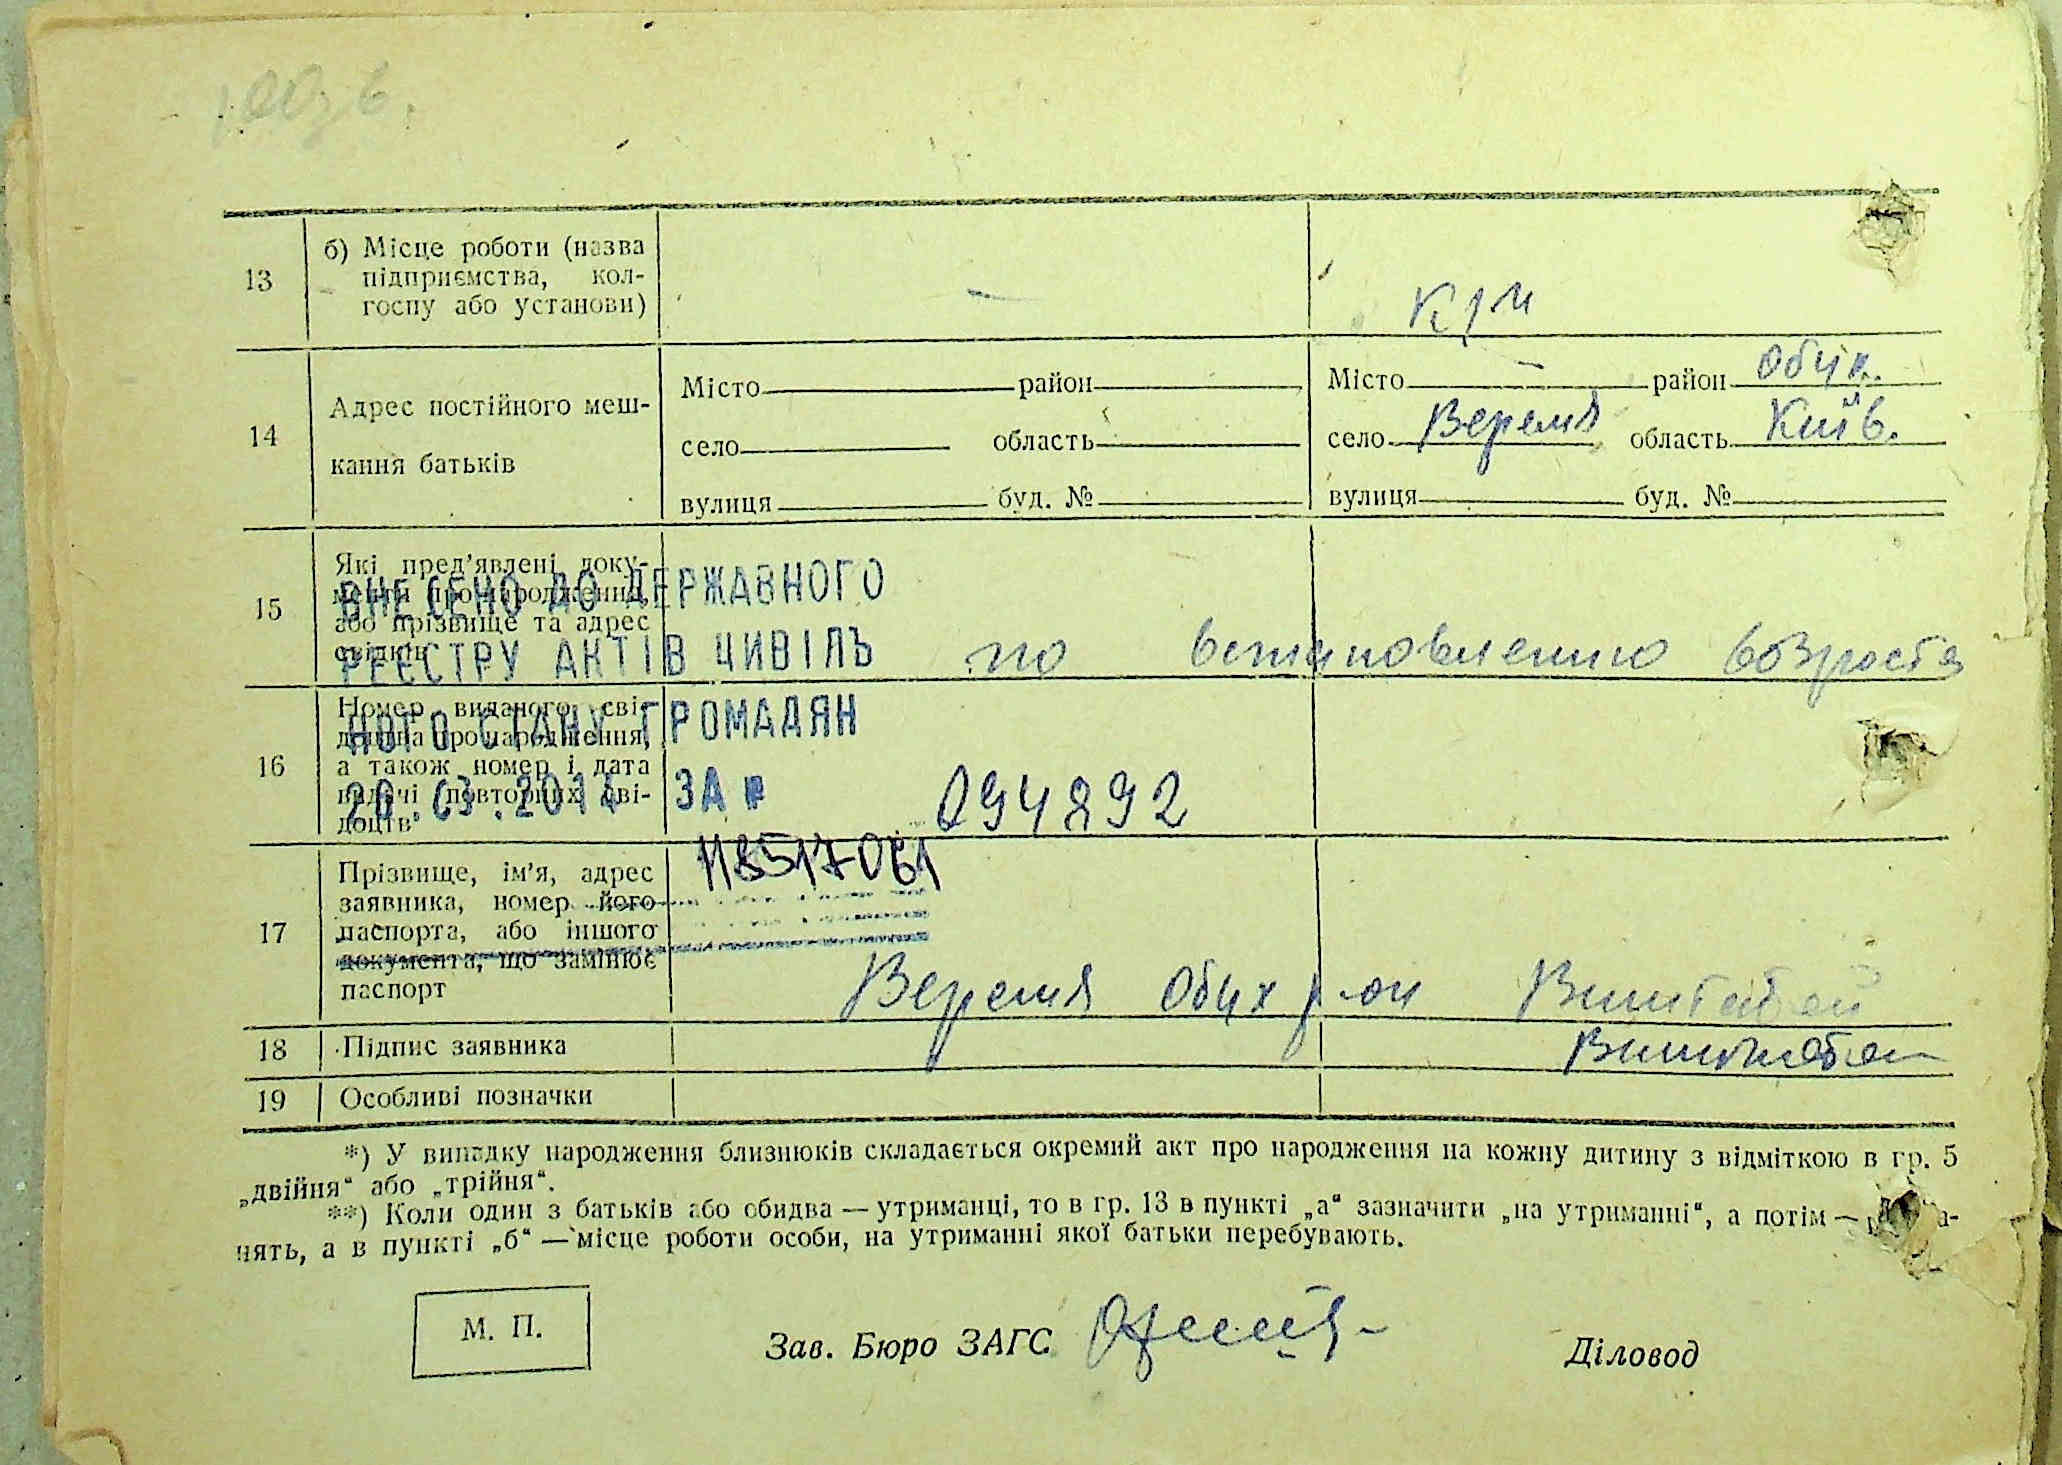 13
б) Місце роботи (назва
підприємства, кол-
госпу або установи)
14
Адрес постійного меш-
кання батьків
Місто район
село область
вулиця буд. №
Місто – район Обух.
село Веремя область Київ.
вулиця буд. №
15
Які пред'явлені доку-
менти про народження,
або прізвище та адрес
свідків
по встановлению возроста
ВНЕСЕНО ДО ДЕРЖАВНОГО
РЕЄСТРУ АКТІВ ЦИВІЛЬ
НОГО СТАНУ ГРОМАДЯН
20.03.2014 ЗА №
118517061
16
Номер виданого сві-
доцтва про народження,
а також номер і дата
видачі повторних сві-
доцтв
094892
17
Прізвище, ім'я, адрес
заявника, номер його
паспорта, або іншого
документа, що замінює
паспорт
Веремя Обух р-он
18
Підпис заявника
19
Особливі позначки
*) У випадку народження близнюків складається окремий акт про народження на кожну дитину з відміткою в гр. 5
„двійня“ або „трійня“.
**) Коли один з батьків або обидва — утриманці, то в гр. 13 в пункті „а“ зазначити „на утриманні“, а потім —
нять, а в пункті „б“ — місце роботи особи, на утриманні якої батьки перебувають.
М. П.
Зав. Бюро ЗАГС
Діловод